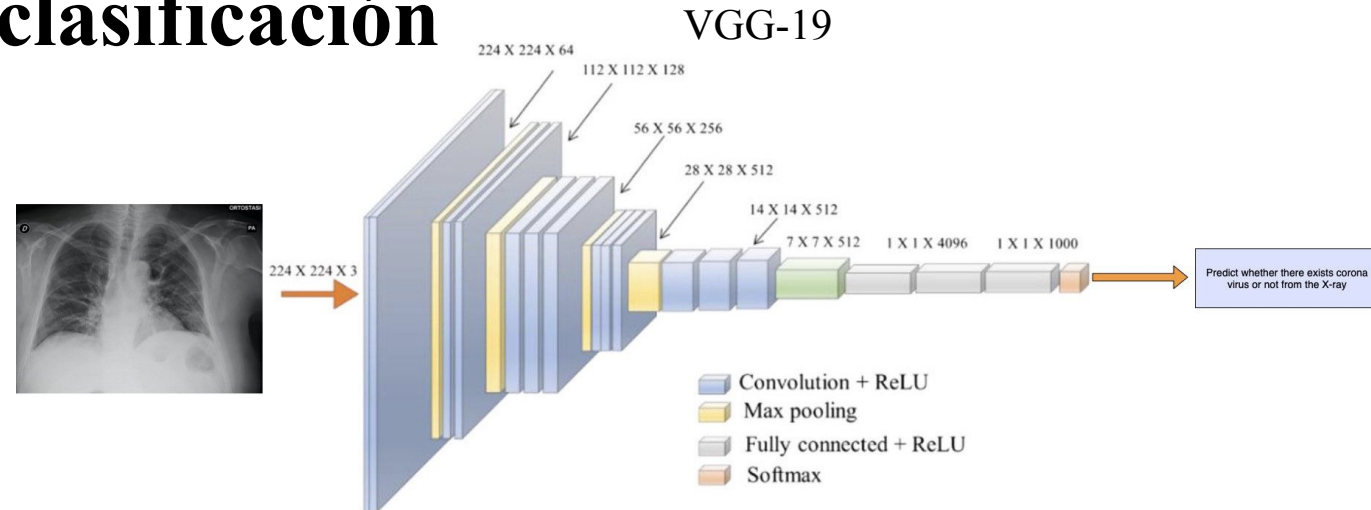 clasificación
VGG-19
224 X 224 X 64
112 X 112 X 128
56 X 56 X 256
28 X 28 X 512
14 X 14 X 512
7 X 7 X 512
1 X 1 X 4096
1 X 1 X 1000
ORTOSTASI
D
PA
224 X 224 X 3
Predict whether there exists corona
virus or not from the X-ray
Convolution + ReLU
Max pooling
Fully connected + ReLU
Softmax